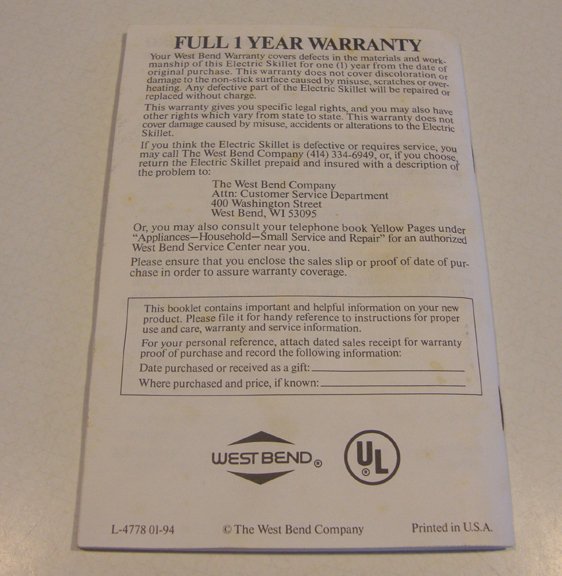 FULL 1 YEAR WARRANTY
Your West Bend Warranty covers defects in the materials and work-
manship of this Electric Skillet for one (1) year from the date of
original purchase. This warranty does not cover discoloration or
damage to the non-stick surface caused by misuse, scratches or over-
heating. Any defective part of the Electric Skillet will be repaired or
replaced without charge.
This warranty gives you specific legal rights, and you may also have
other rights which vary from state to state. This warranty does not
cover damage caused by misuse, accidents or alterations to the Electric
Skillet.
If you think the Electric Skillet is defective or requires service, you
may call The West Bend Company (414) 334-6949, or, if you choose,
return the Electric Skillet prepaid and insured with a description of
the problem to:
The West Bend Company
Attn: Customer Service Department
400 Washington Street
West Bend, WI 53095
Or, you may also consult your telephone book Yellow Pages under
“Appliances—Household—Small Service and Repair” for an authorized
West Bend Service Center near you.
Please ensure that you enclose the sales slip or proof of date of pur-
chase in order to assure warranty coverage.
This booklet contains important and helpful information on your new
product. Please file it for handy reference to instructions for proper
use and care, warranty and service information.
For your personal reference, attach dated sales receipt for warranty
proof of purchase and record the following information:
Date purchased or received as a gift:
Where purchased and price, if known:
WEST BEND®
UL®
L-4778 01-94 © The West Bend Company Printed in U.S.A.